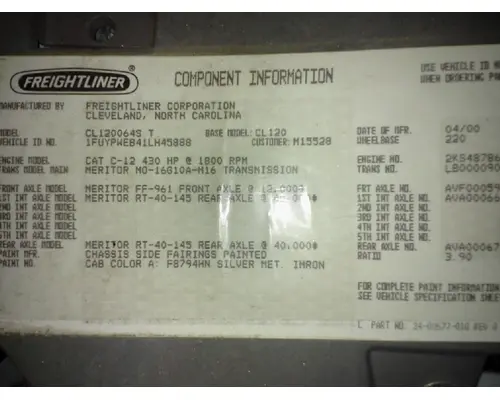 FREIGHTLINER
COMPONENT INFORMATION
USE VEHICLE ID
WHEN ORDERING
MANUFACTURED BY FREIGHTLINER CORPORATION
CLEVELAND, NORTH CAROLINA
MODEL CL120064S T BASE MODEL: CL120 DATE OF MFR 04/00
VEHICLE ID NO. 1FUYPWEB41LH45888 CUSTOMER: M15528 WHEELBASE 220
ENGINE MODEL CAT C-12 430 HP @ 1800 RPM ENGINE NO.
TRANS MODEL MAIN MERITOR MO-16G10A-M16 TRANSMISSION TRANS NO. MAIN
FRONT AXLE MODEL MERITOR FF-961 FRONT AXLE @ 12,000# FRT AXLE NO.
1ST INT AXLE MODEL MERITOR RT-40-145 REAR AXLE @ 1ST INT AXLE NO.
2ND INT AXLE MODEL 2ND INT AXLE NO.
3RD INT AXLE MODEL 3RD INT AXLE NO.
4TH INT AXLE MODEL 4TH INT AXLE NO.
5TH INT AXLE MODEL 5TH INT AXLE NO.
REAR AXLE MODEL MERITOR RT-40-145 REAR AXLE @ 40,000# REAR AXLE NO.
PAINT MFR. CHASSIS SIDE FAIRINGS PAINTED RATIO 3.90
PAINT NO. CAB COLOR A: F8794HN SILVER MET. IMRON
FOR COMPLETE PAINT INFORMATION
SEE VEHICLE SPECIFICATION
PART NO.